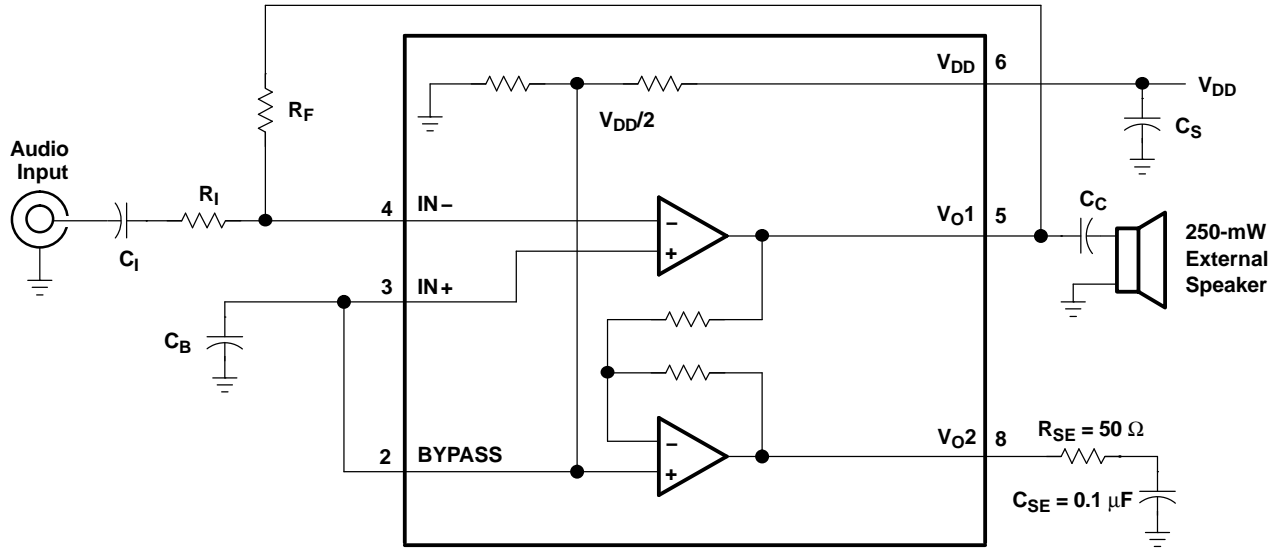 V_DD 6
R_F
V_DD/2
V_DD
C_S
Audio
Input
R_I
C_I
4 IN−
−
+
V_O1 5
C_C
250-mW
External
Speaker
3 IN+
C_B
2 BYPASS
−
+
V_O2 8
R_SE = 50 Ω
C_SE = 0.1 μF